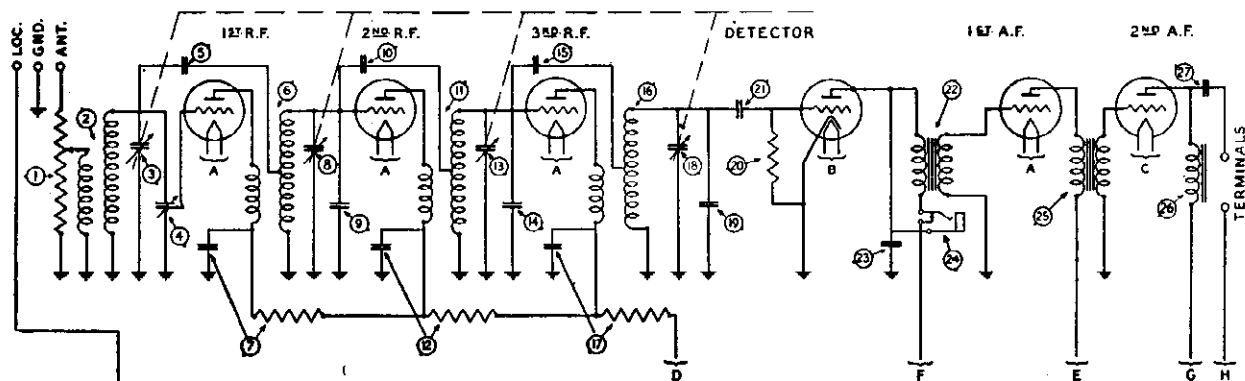 LOC.
GND.
ANT.
1ST R.F.
2ND R.F.
3RD R.F.
DETECTOR
1ST A.F.
2ND A.F.
1
2
3
4
5
A
6
7
8
9
10
A
11
12
13
14
15
A
16
17
18
19
20
21
B
22
23
24
A
25
C
26
27
TERMINALS
D
F
E
G
H